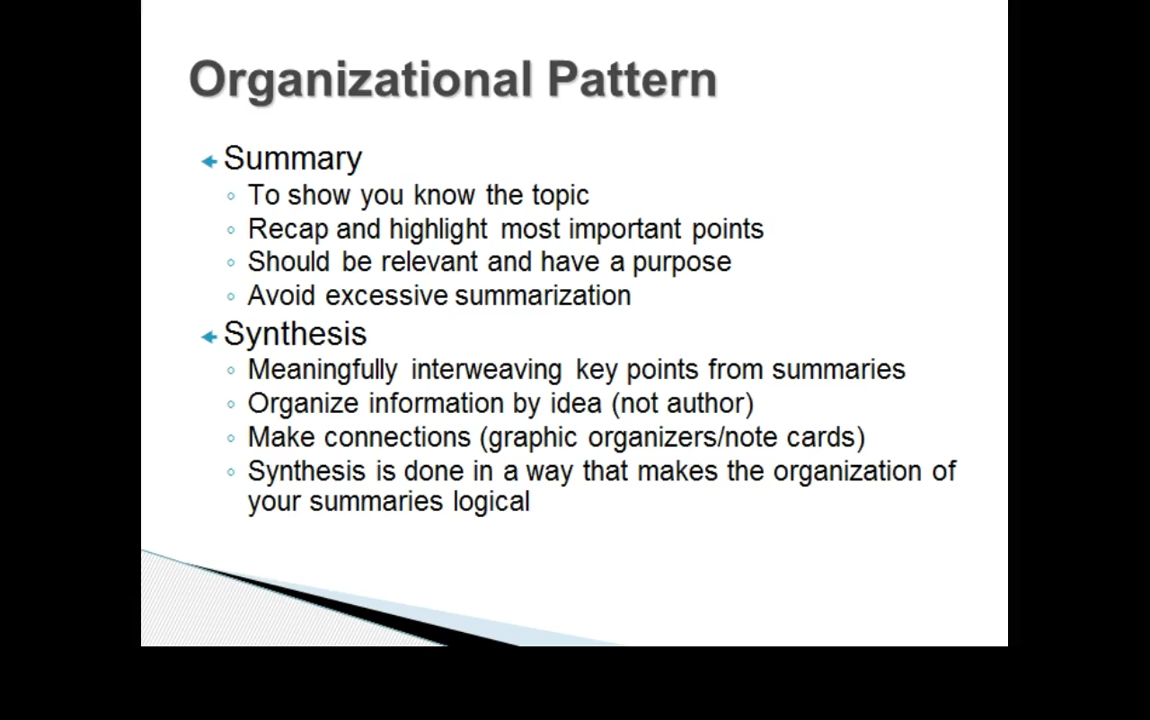 Organizational Pattern
Summary
To show you know the topic
Recap and highlight most important points
Should be relevant and have a purpose
Avoid excessive summarization
Synthesis
Meaningfully interweaving key points from summaries
Organize information by idea (not author)
Make connections (graphic organizers/note cards)
Synthesis is done in a way that makes the organization of
your summaries logical